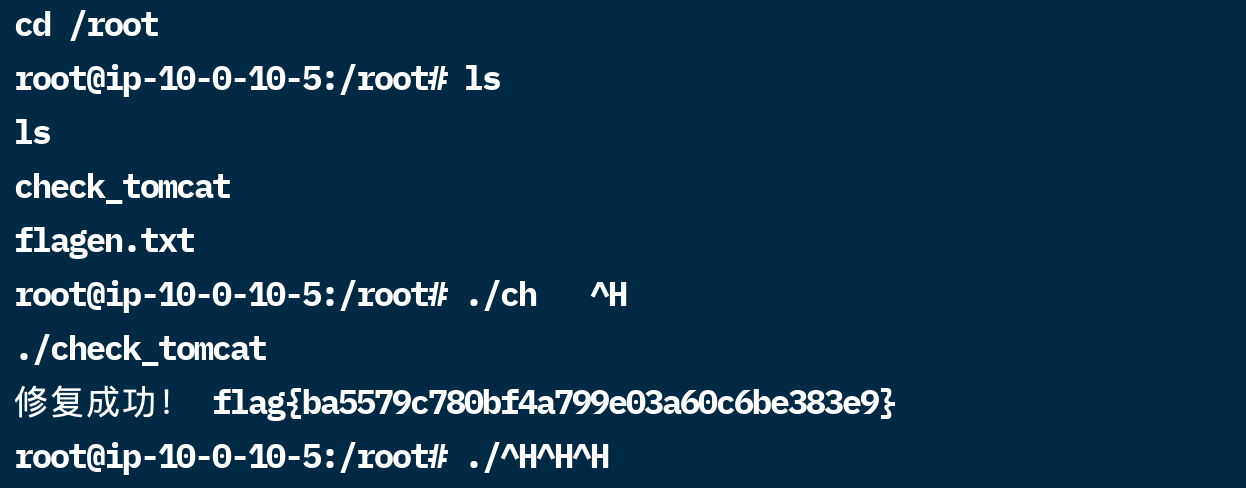 cd /root
root@ip-10-0-10-5:/root# ls
ls
check_tomcat
flagen.txt
root@ip-10-0-10-5:/root# ./ch   ^H
./check_tomcat
修复成功！ flag{ba5579c780bf4a799e03a60c6be383e9}
root@ip-10-0-10-5:/root# ./^H^H^H